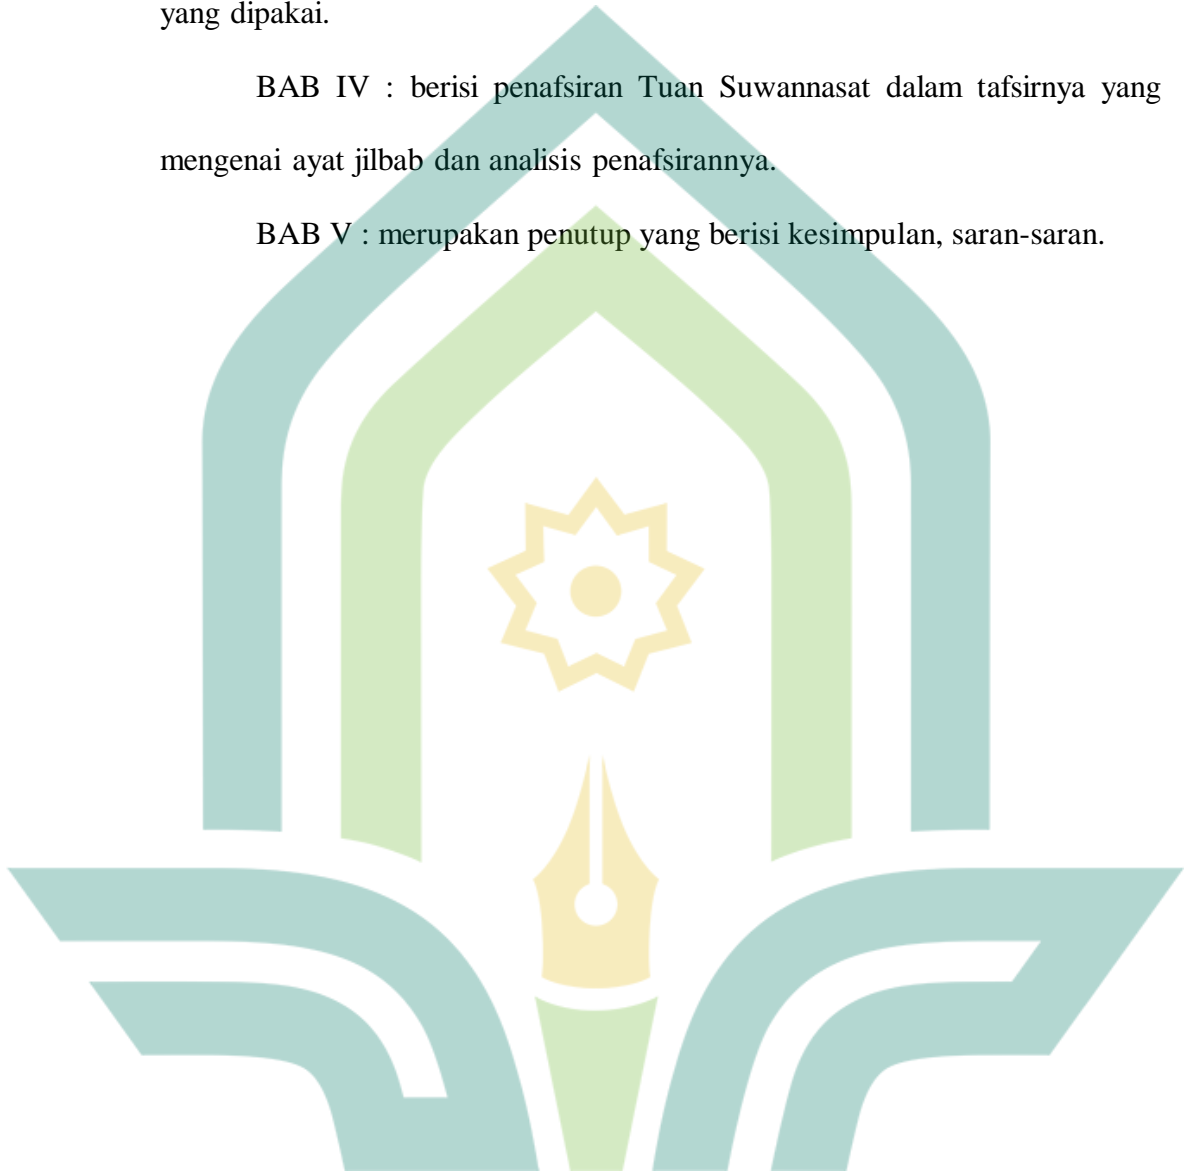 yang dipakai.
BAB IV : berisi penafsiran Tuan Suwannasat dalam tafsirnya yang
mengenai ayat jilbab dan analisis penafsirannya.
BAB V : merupakan penutup yang berisi kesimpulan, saran-saran.